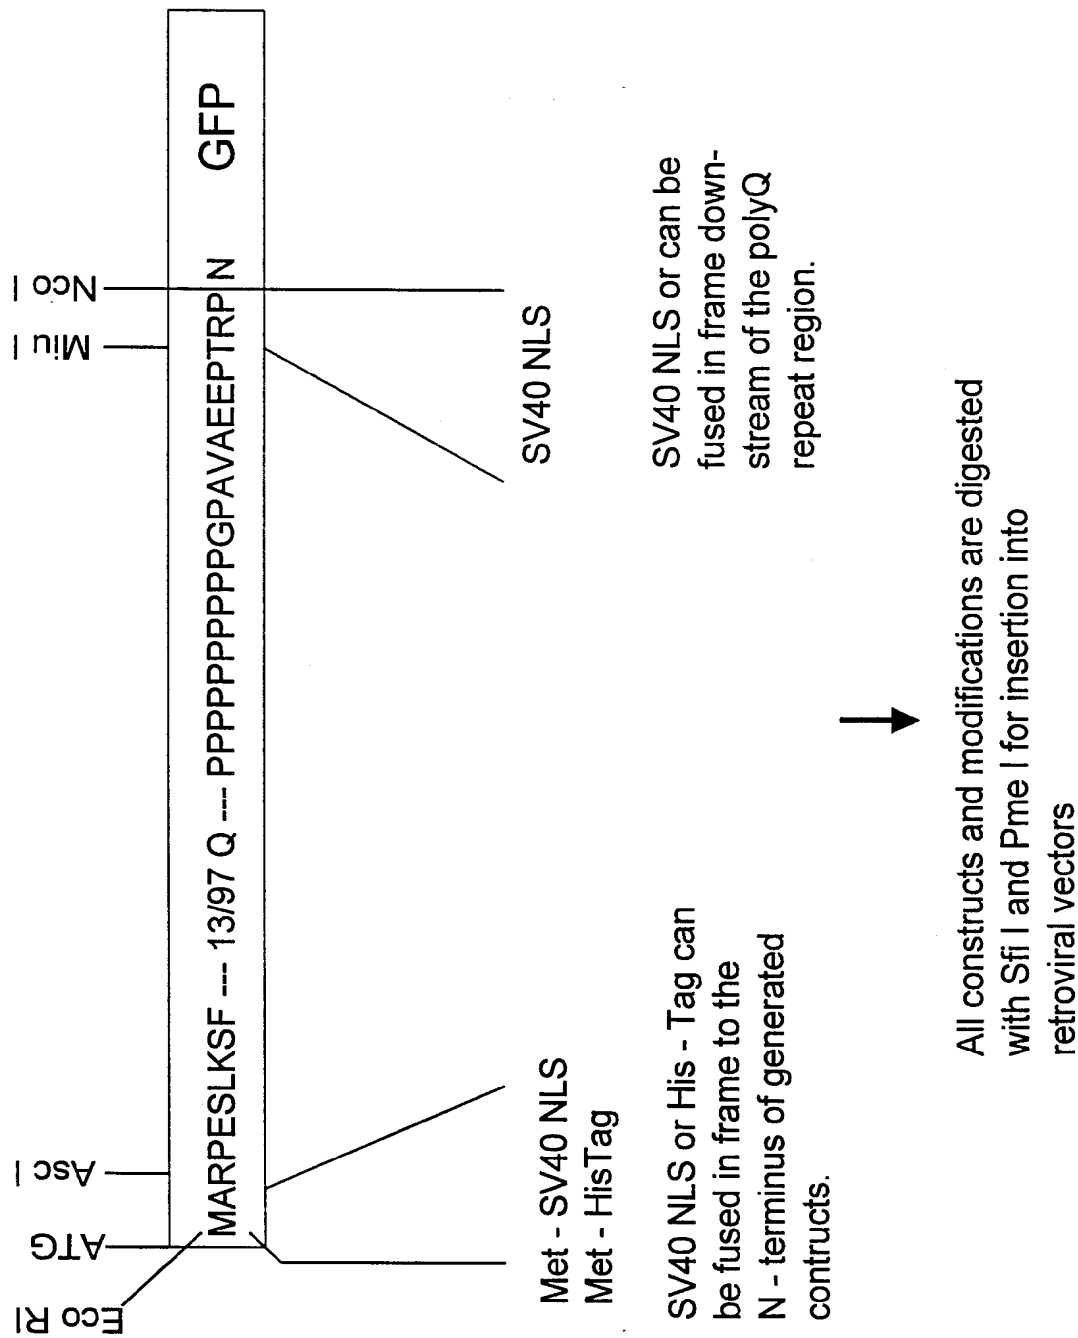 Eco RI
ATG
Asc I
Miu I
Nco I
MARPESLKSF --- 13/97 Q --- PPPPPPPPPPPGPAVAEEPTRP N GFP
Met - SV40 NLS
Met - HisTag
SV40 NLS or His - Tag can
be fused in frame to the
N - terminus of generated
contructs.
SV40 NLS
SV40 NLS or can be
fused in frame down-
stream of the polyQ
repeat region.
All constructs and modifications are digested
with Sfi I and Pme I for insertion into
retroviral vectors